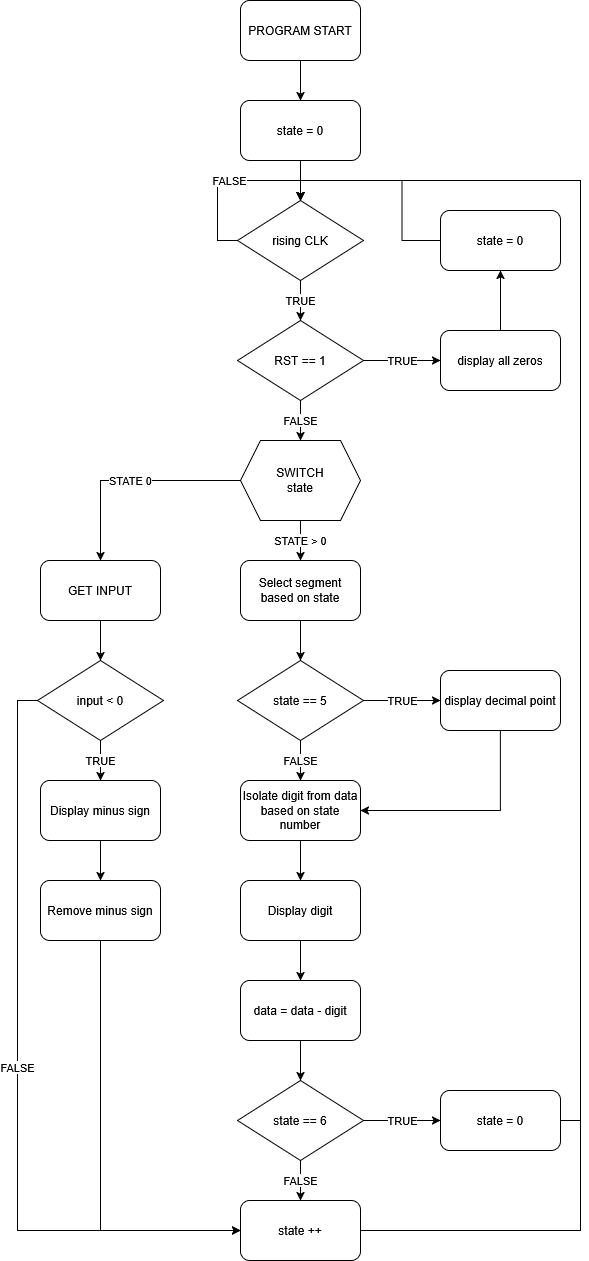 PROGRAM START
state = 0
FALSE
rising CLK
state = 0
TRUE
RST == 1
TRUE
display all zeros
FALSE
SWITCH
state
STATE 0
STATE > 0
GET INPUT
Select segment
based on state
input < 0
state == 5
TRUE
display decimal point
TRUE
FALSE
Display minus sign
Isolate digit from data
based on state
number
Remove minus sign
Display digit
data = data - digit
FALSE
state == 6
TRUE
state = 0
FALSE
state ++